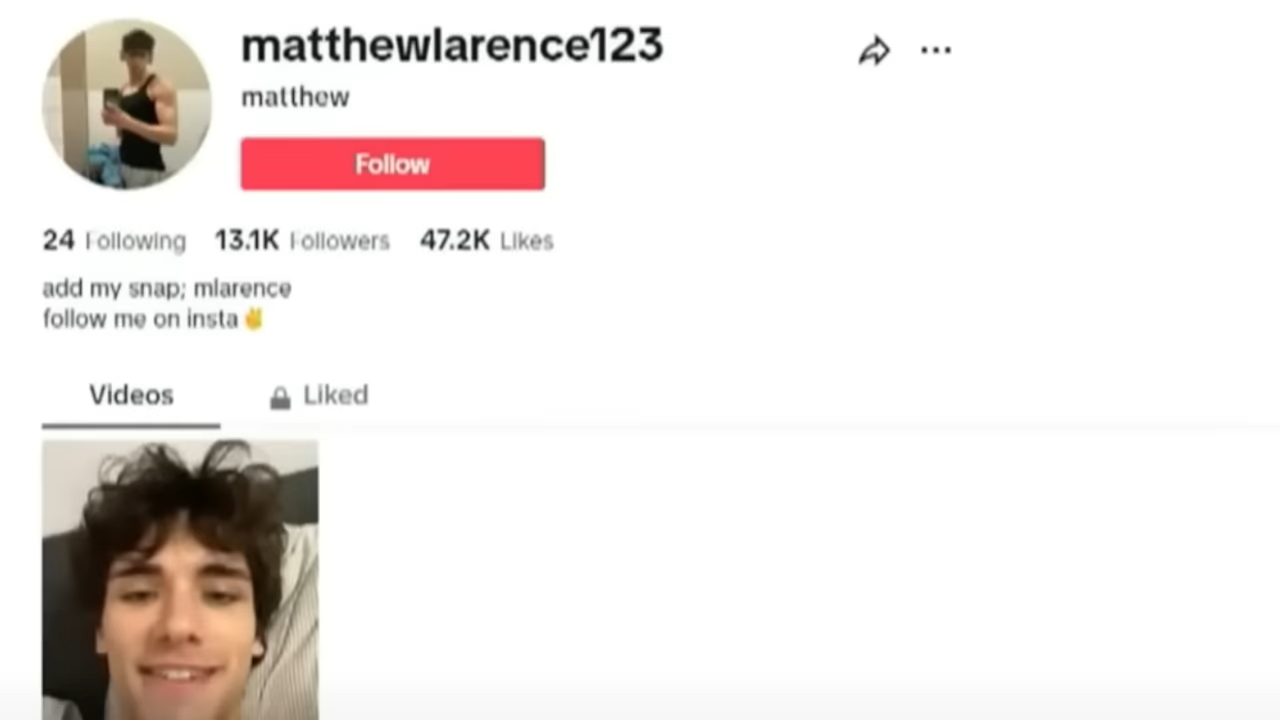 matthewlarence123
matthew
Follow
24 Following 13.1K Followers 47.2K Likes
add my snap; mlarence
follow me on insta ✌️
Videos
Liked